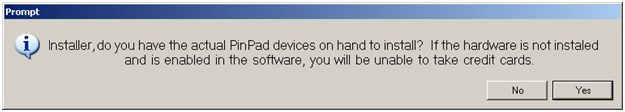 Prompt
Installer,do you have the actual PinPad devices on hand to install?  If the hardware is not instaled
and is enabled in the software, you will be unable to take credit cards.
No
Yes